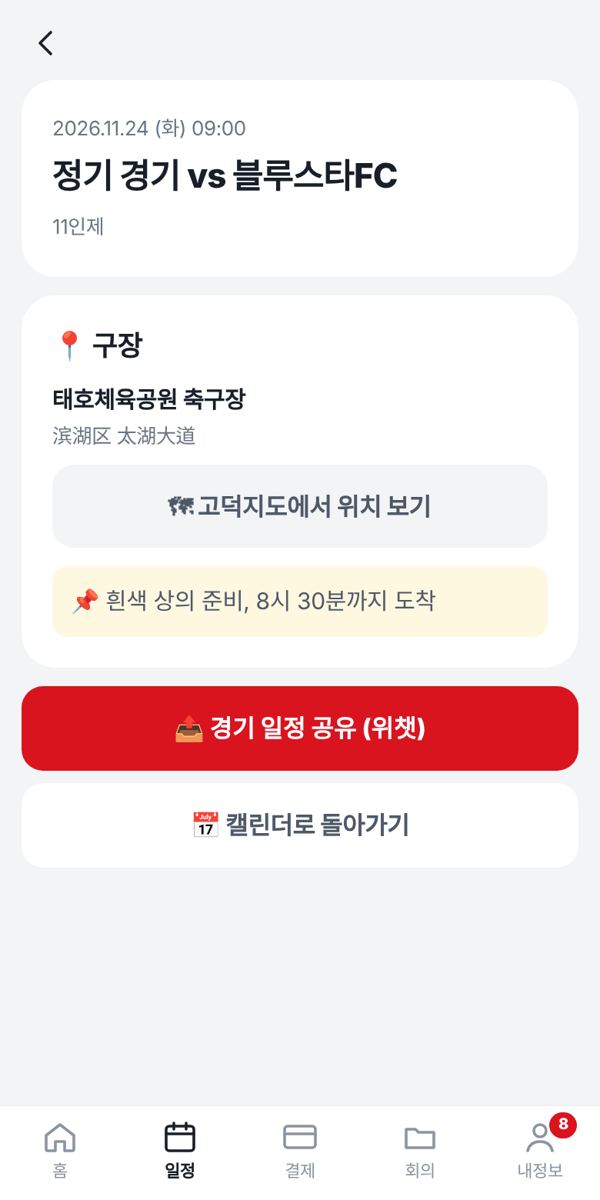 2026.11.24 (화) 09:00
정기 경기 vs 블루스타FC
11인제
📍 구장
태호체육공원 축구장
滨湖区 太湖大道
🗺 고덕지도에서 위치 보기
📌 흰색 상의 준비, 8시 30분까지 도착
📤 경기 일정 공유 (위챗)
📅 캘린더로 돌아가기
8
홈 일정 결제 회의 내정보